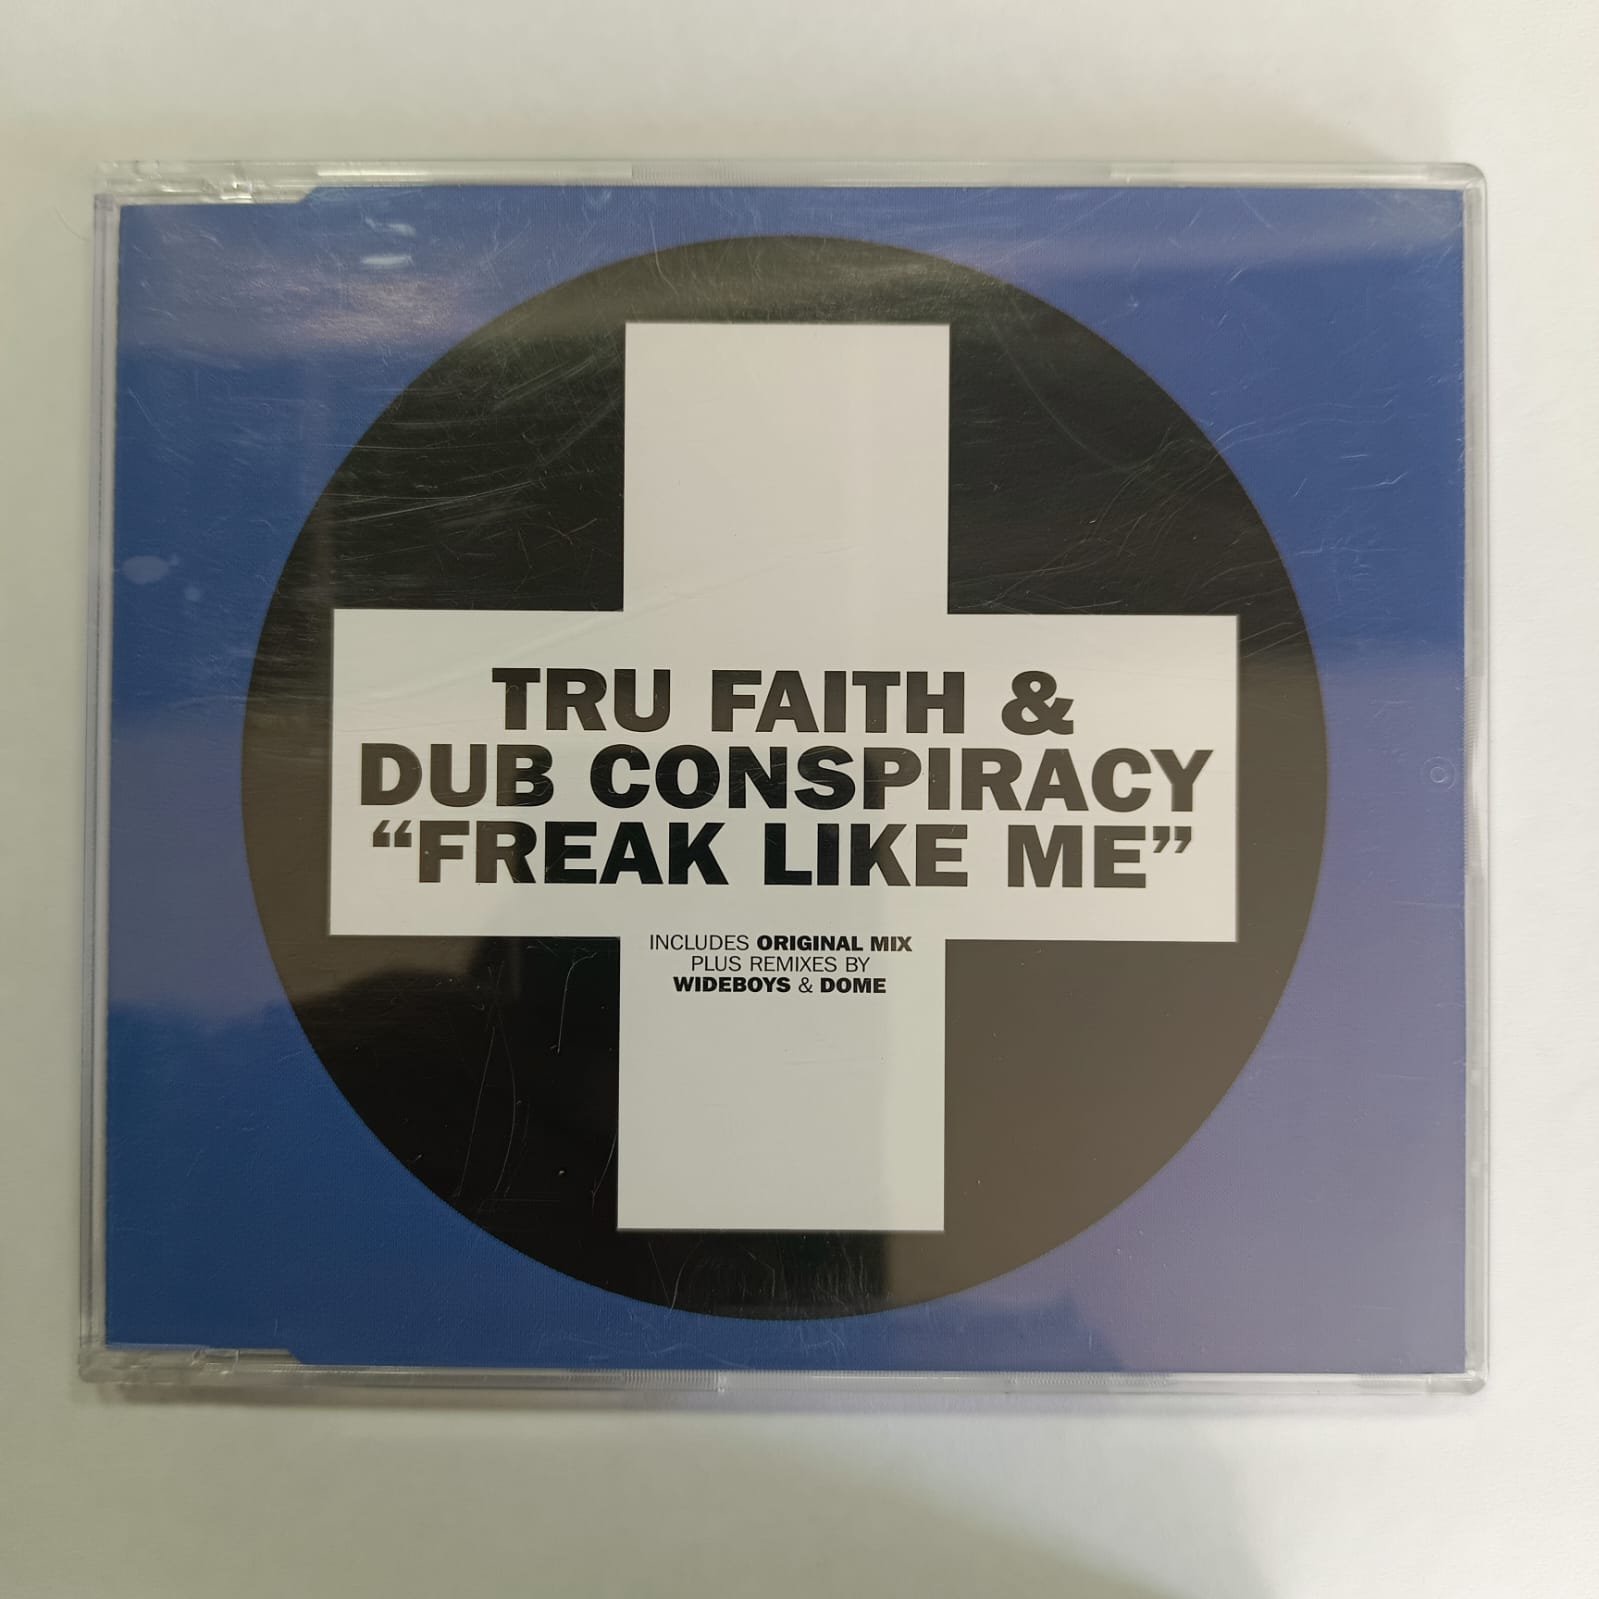 TRU FAITH &
DUB CONSPIRACY
“FREAK LIKE ME”
INCLUDES ORIGINAL MIX
PLUS REMIXES BY
WIDEBOYS & DOME